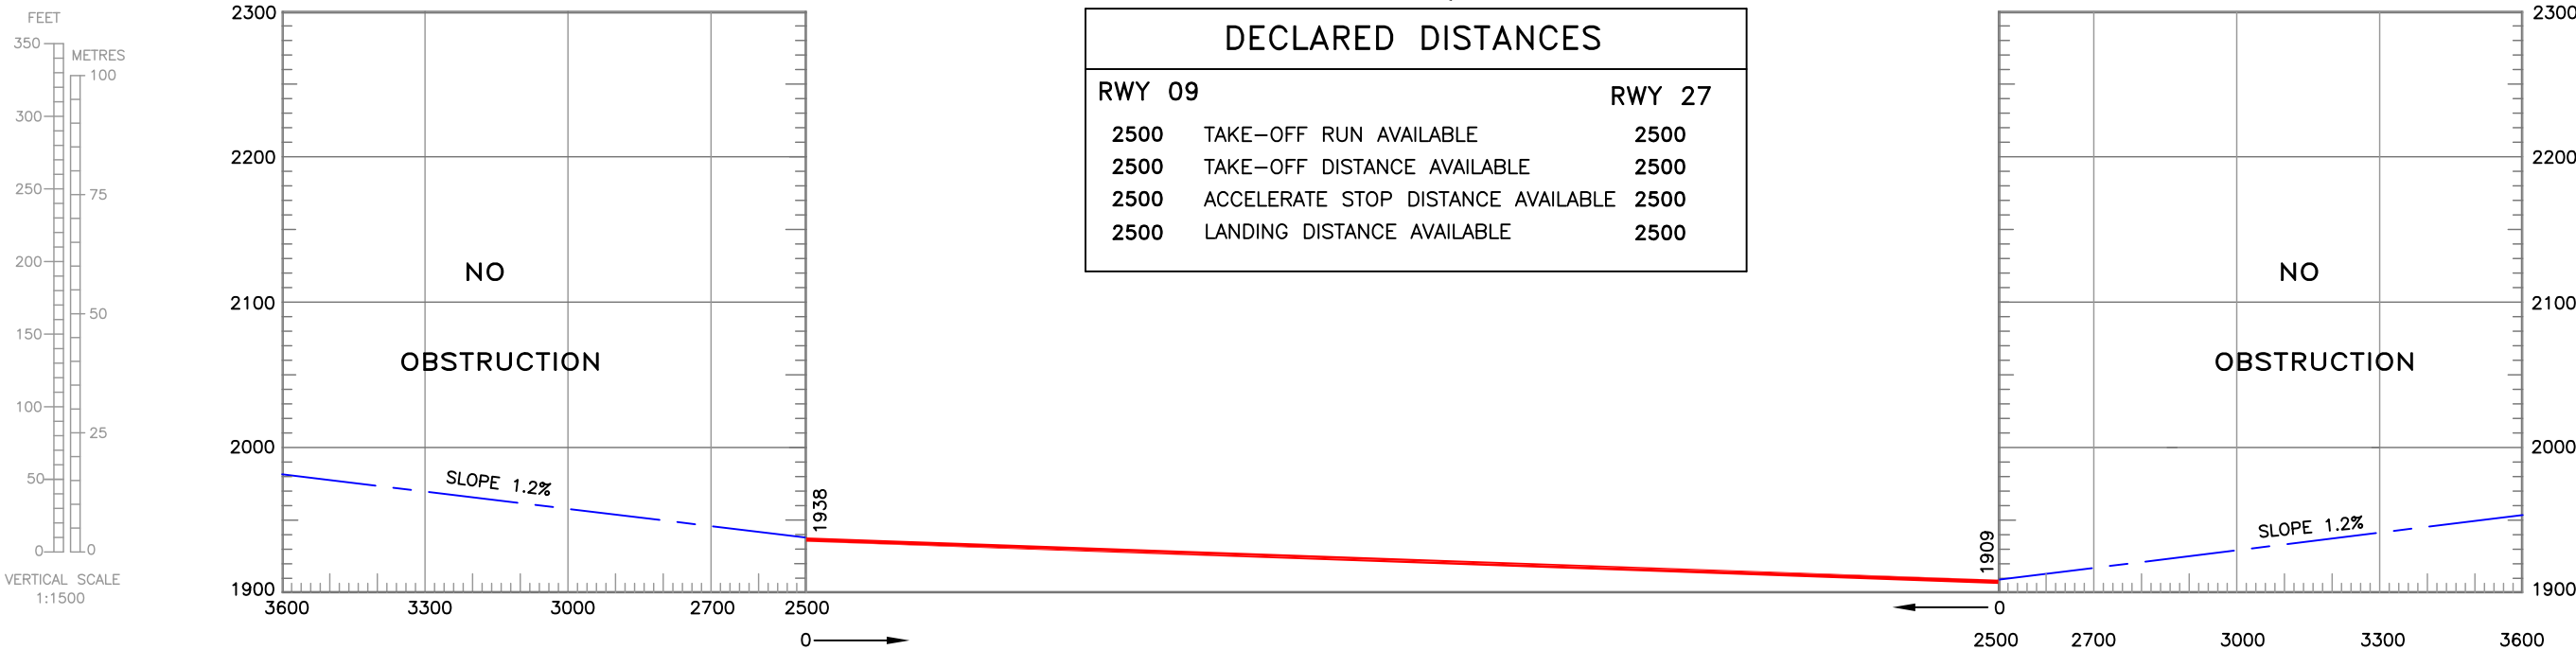 FEET
METRES
350
300
250
200
150
100
50
0
100
75
50
25
0
VERTICAL SCALE
1:1500
2300
2200
2100
2000
1900
NO
OBSTRUCTION
SLOPE 1.2%
3600 3300 3000 2700 2500
0
1938
DECLARED DISTANCES
RWY 09 RWY 27
2500 TAKE-OFF RUN AVAILABLE 2500
2500 TAKE-OFF DISTANCE AVAILABLE 2500
2500 ACCELERATE STOP DISTANCE AVAILABLE 2500
2500 LANDING DISTANCE AVAILABLE 2500
1909
NO
OBSTRUCTION
SLOPE 1.2%
2300
2200
2100
2000
1900
0
2500 2700 3000 3300 3600